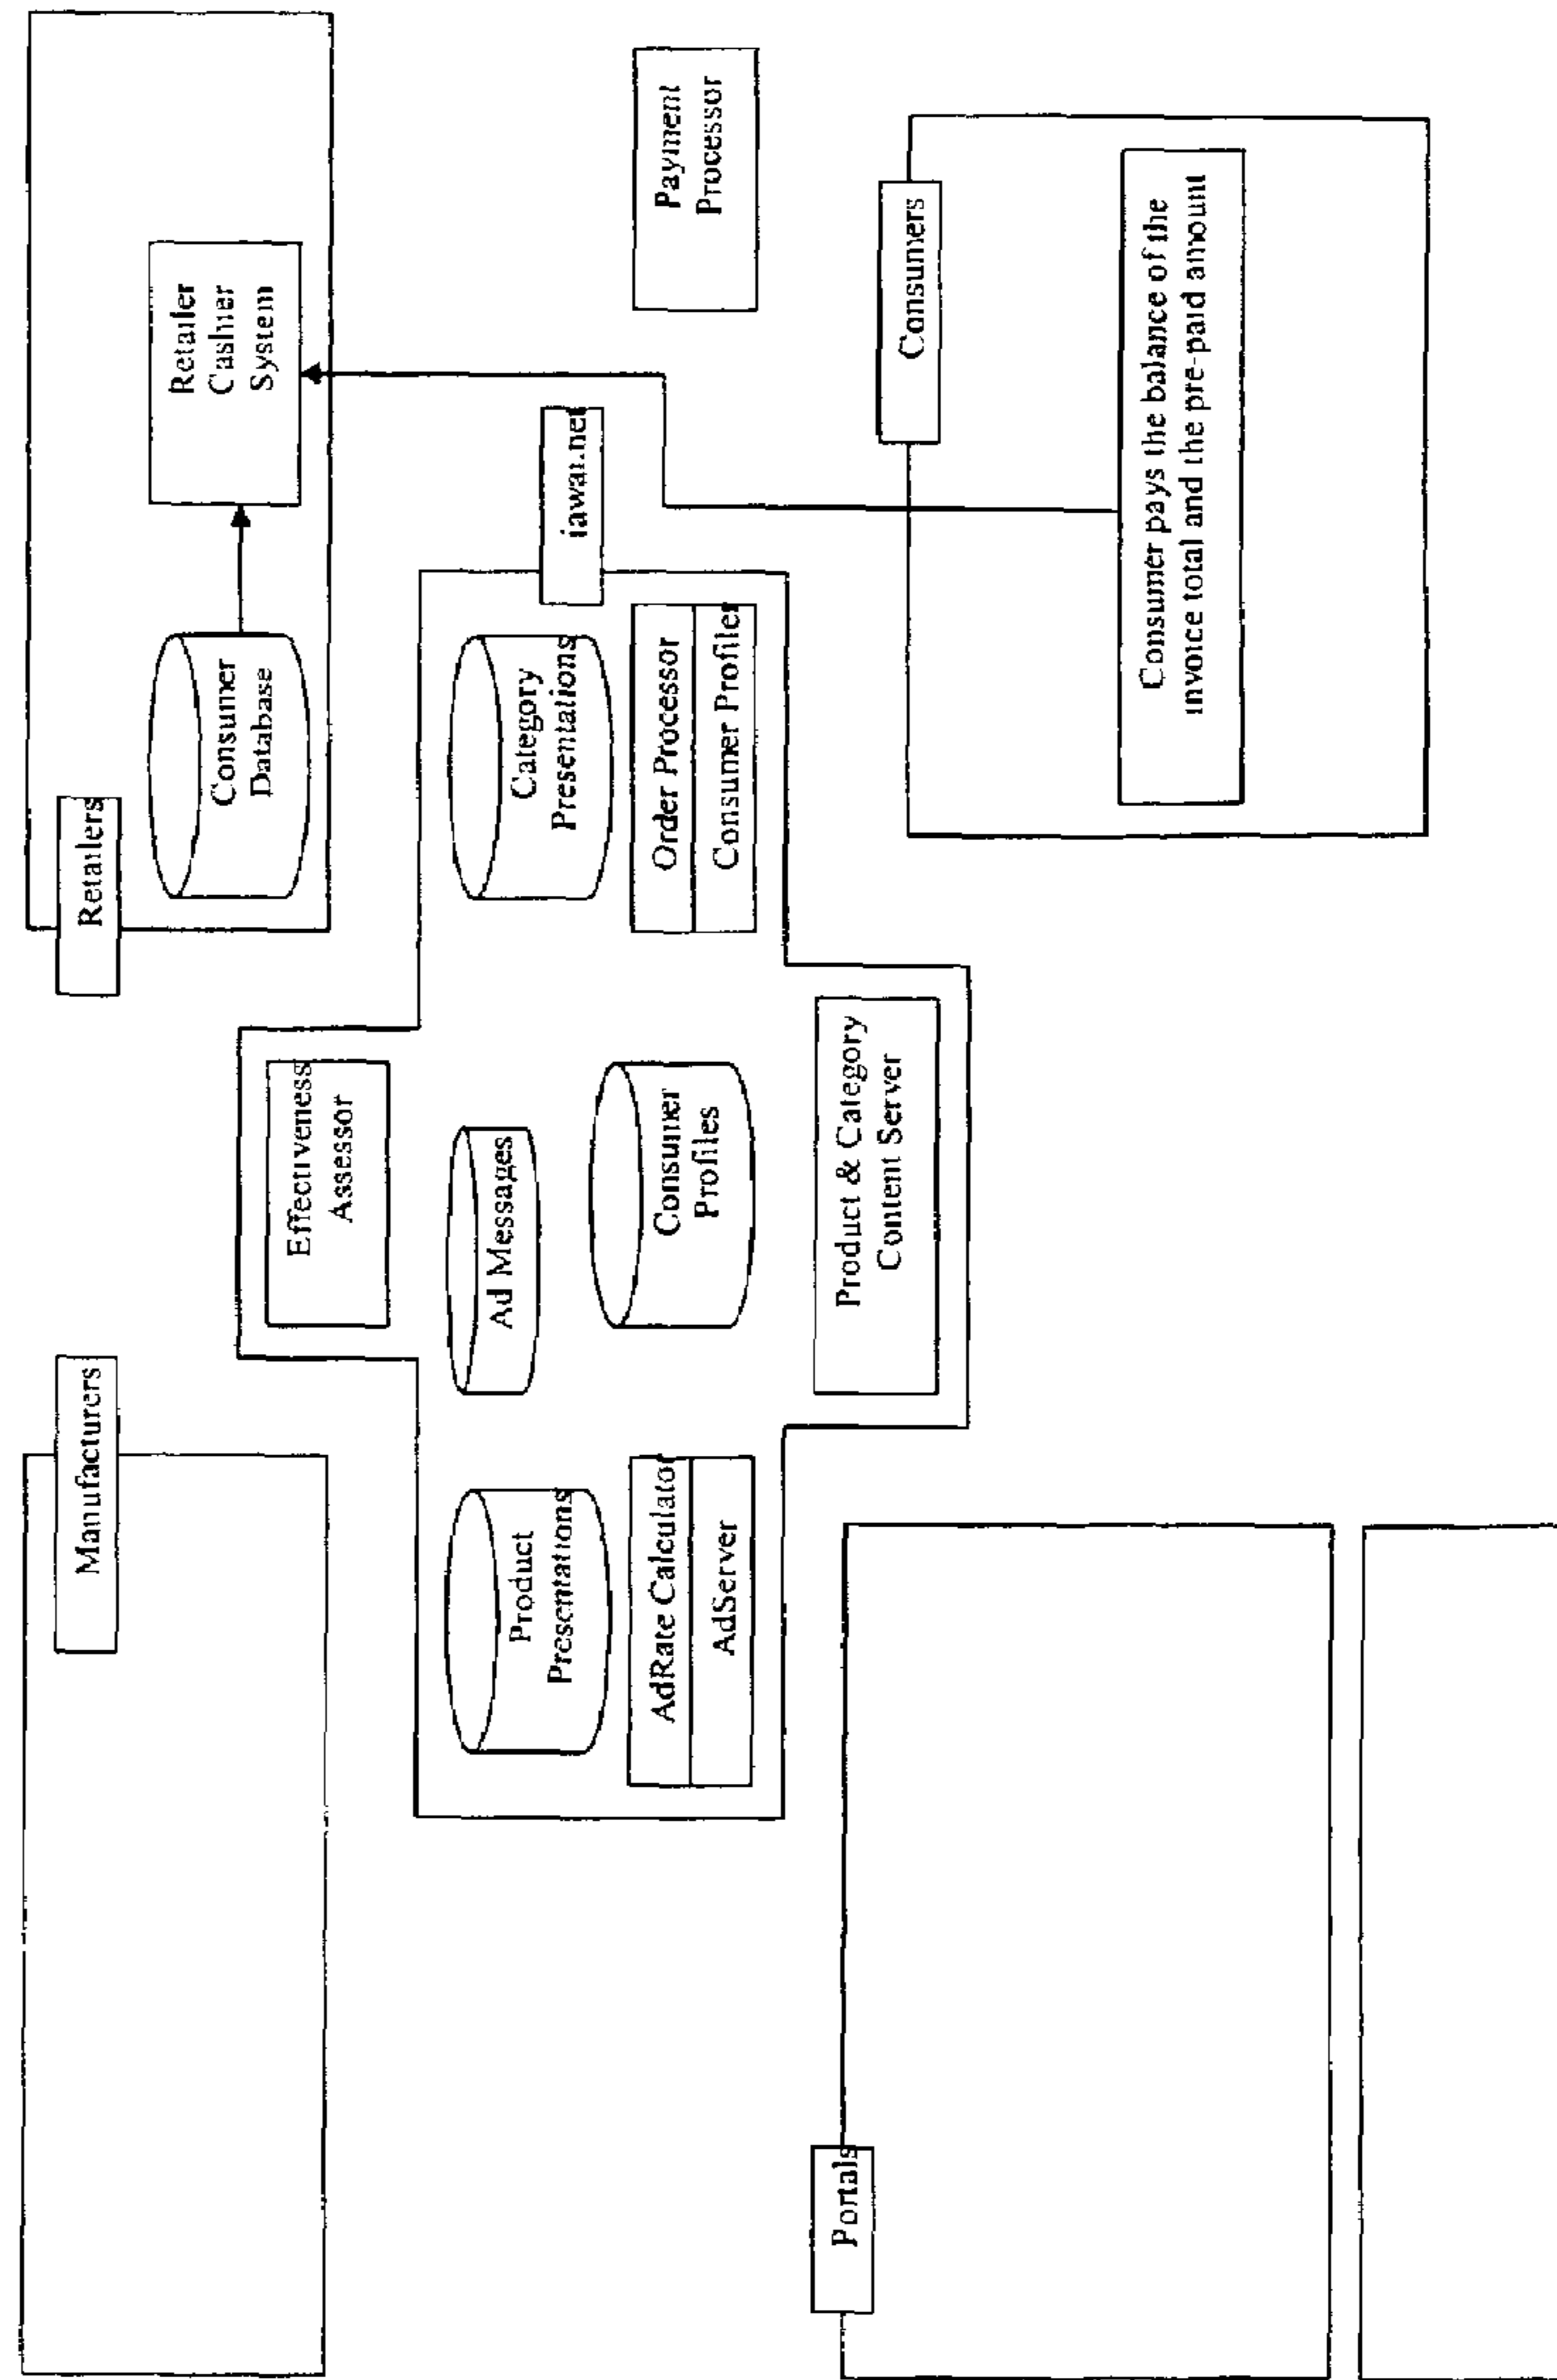 Manufacturers
Retailers
Consumer
Database
Retailer
Cashier
System
Effectiveness
Assessor
Product
Presentations
Ad Messages
Category
Presentations
iawai.net
Consumer
Profiles
AdRate Calculator
AdServer
Order Processor
Consumer Profiler
Payment
Processor
Product & Category
Content Server
Portals
Consumers
Consumer pays the balance of the
invoice total and the pre-paid amount